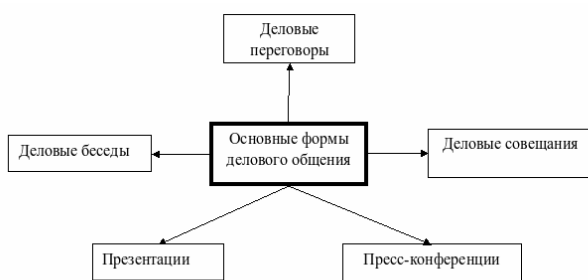 Деловые
переговоры
Деловые беседы
Основные формы
делового общения
Деловые совещания
Презентации
Пресс-конференции